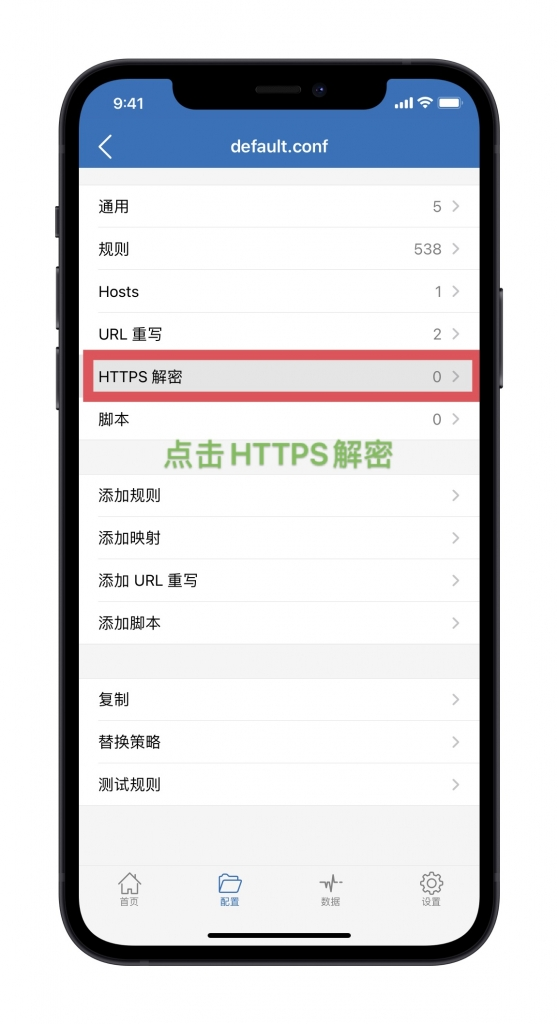 9:41
default.conf
通用 5
规则 538
Hosts 1
URL 重写 2
HTTPS 解密 0
脚本 0
点击HTTPS解密
添加规则
添加映射
添加 URL 重写
添加脚本
复制
替换策略
测试规则
首页 配置 数据 设置